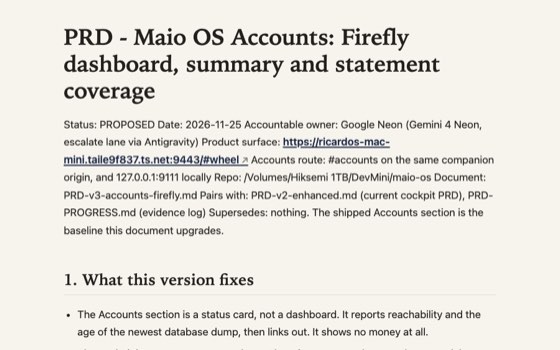 PRD - Maio OS Accounts: Firefly
dashboard, summary and statement
coverage
Status: PROPOSED Date: 2026-11-25 Accountable owner: Google Neon (Gemini 4 Neon,
escalate lane via Antigravity) Product surface: https://ricardos-mac-
mini.taile9f837.ts.net:9443/#wheel ↗ Accounts route: #accounts on the same companion
origin, and 127.0.0.1:9111 locally Repo: /Volumes/Hiksemi 1TB/DevMini/maio-os Document:
PRD-v3-accounts-firefly.md Pairs with: PRD-v2-enhanced.md (current cockpit PRD), PRD-
PROGRESS.md (evidence log) Supersedes: nothing. The shipped Accounts section is the
baseline this document upgrades.
1. What this version fixes
• The Accounts section is a status card, not a dashboard. It reports reachability and the
age of the newest database dump, then links out. It shows no money at all.